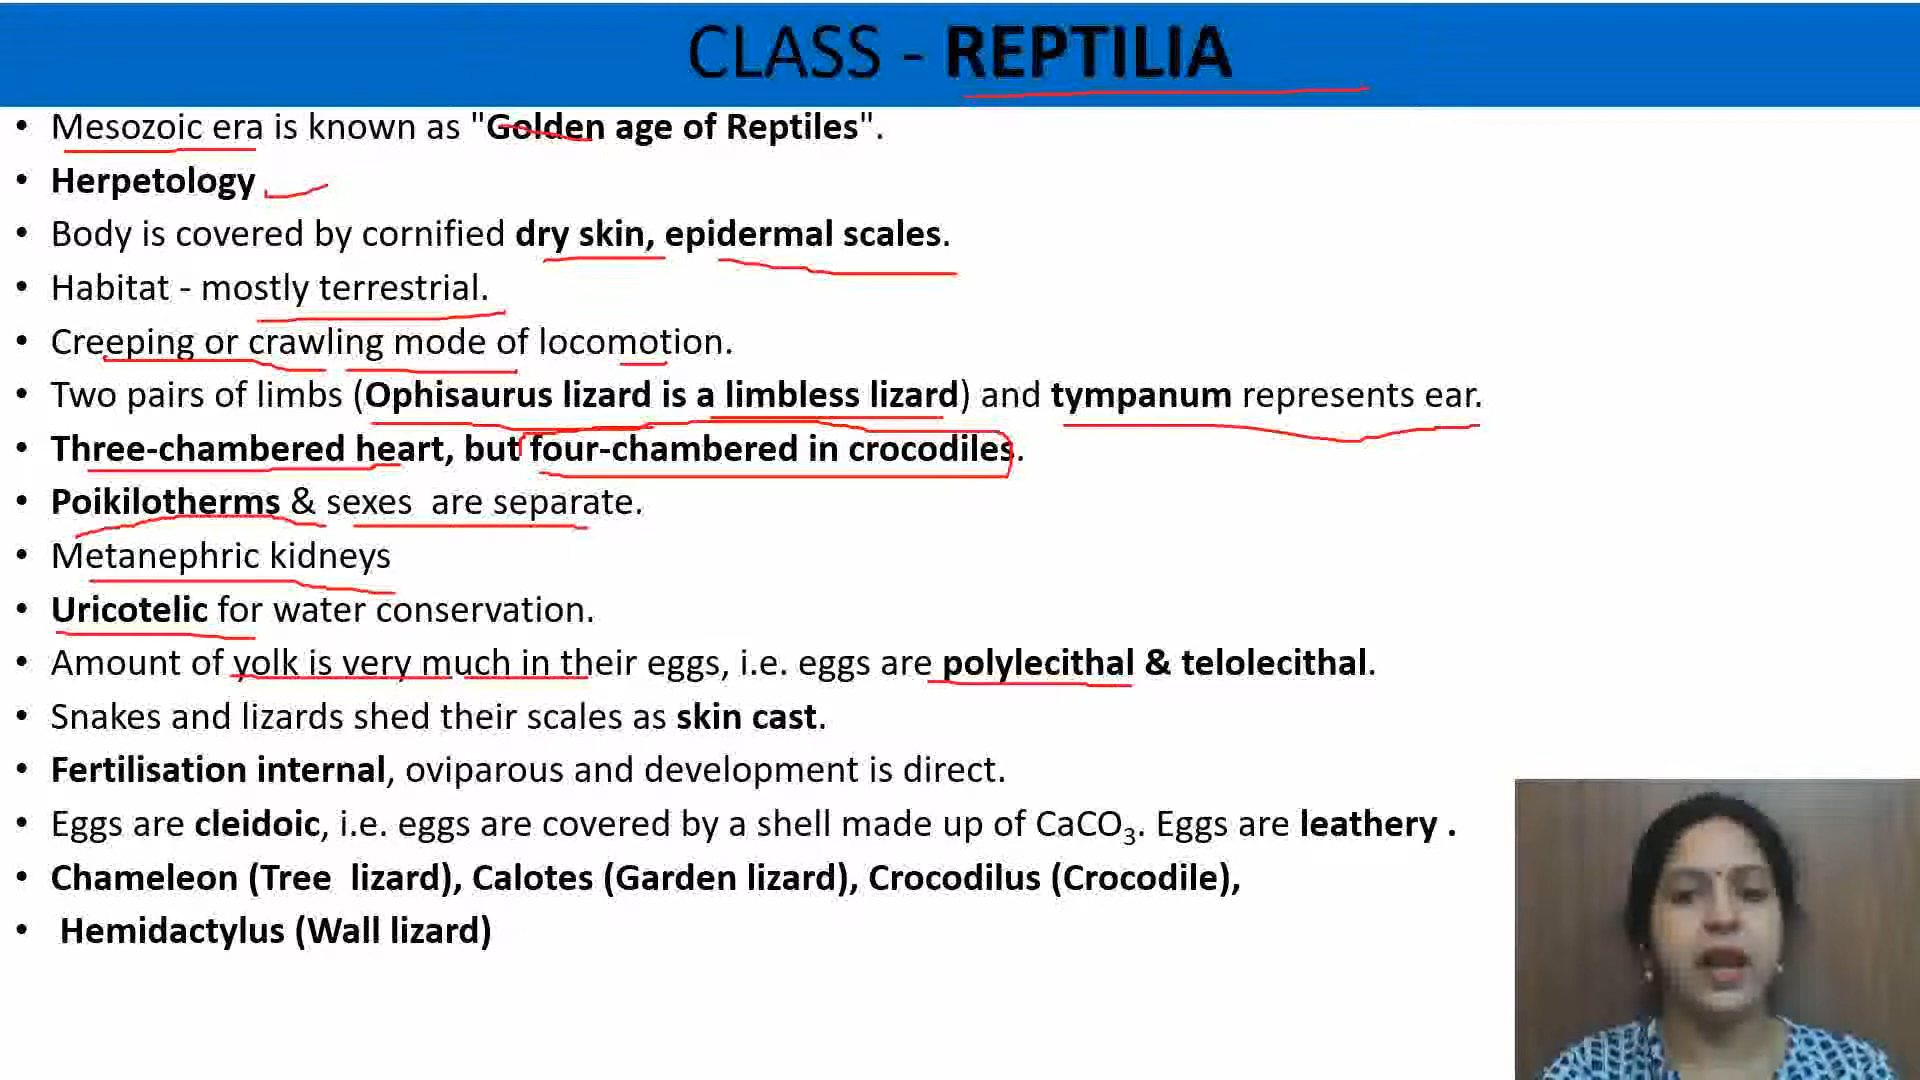 CLASS - REPTILIA
• Mesozoic era is known as "Golden age of Reptiles".
• Herpetology
• Body is covered by cornified dry skin, epidermal scales.
• Habitat - mostly terrestrial.
• Creeping or crawling mode of locomotion.
• Two pairs of limbs (Ophisaurus lizard is a limbless lizard) and tympanum represents ear.
• Three-chambered heart, but four-chambered in crocodiles.
• Poikilotherms & sexes are separate.
• Metanephric kidneys
• Uricotelic for water conservation.
• Amount of yolk is very much in their eggs, i.e. eggs are polylecithal & telolecithal.
• Snakes and lizards shed their scales as skin cast.
• Fertilisation internal, oviparous and development is direct.
• Eggs are cleidoic, i.e. eggs are covered by a shell made up of CaCO₃. Eggs are leathery .
• Chameleon (Tree lizard), Calotes (Garden lizard), Crocodilus (Crocodile),
• Hemidactylus (Wall lizard)